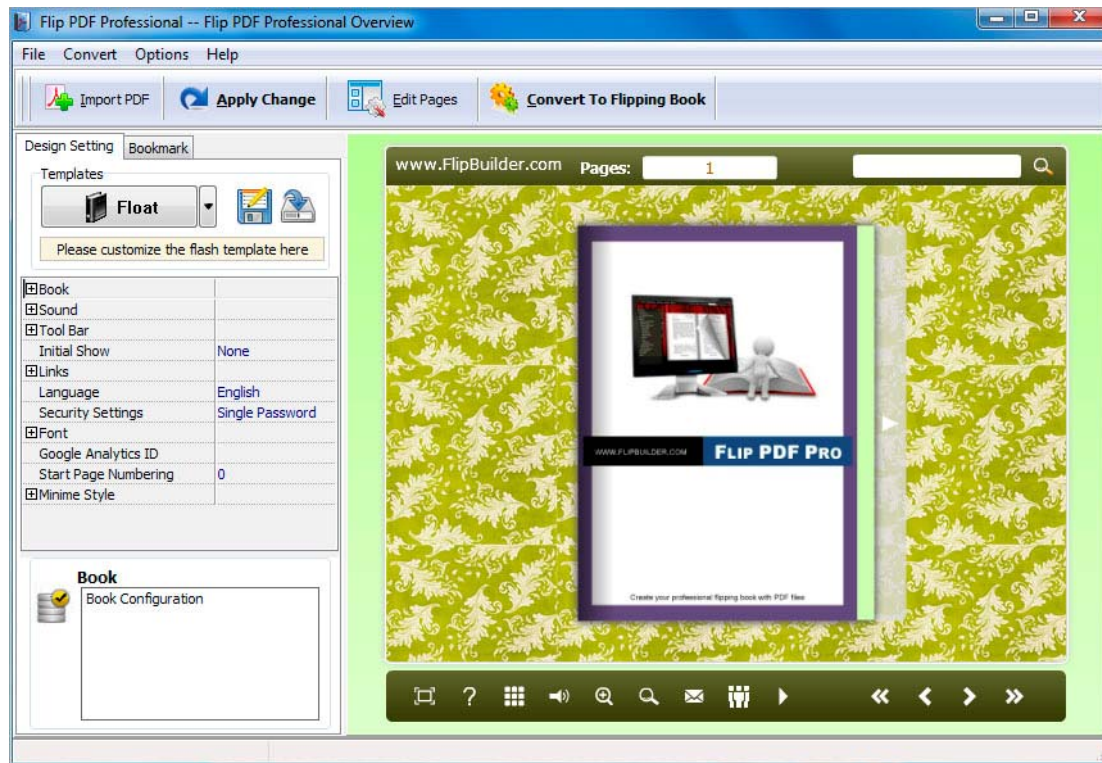 Flip PDF Professional -- Flip PDF Professional Overview
File Convert Options Help
Import PDF Apply Change Edit Pages Convert To Flipping Book
Design Setting Bookmark
Templates
Float
Please customize the flash template here
Book
Sound
Tool Bar
Initial Show None
Links
Language English
Security Settings Single Password
Font
Google Analytics ID
Start Page Numbering 0
Minime Style
Book
Book Configuration
www.FlipBuilder.com Pages: 1
WWW.FLIPBUILDER.COM FLIP PDF PRO
Create your professional flipping book with PDF files